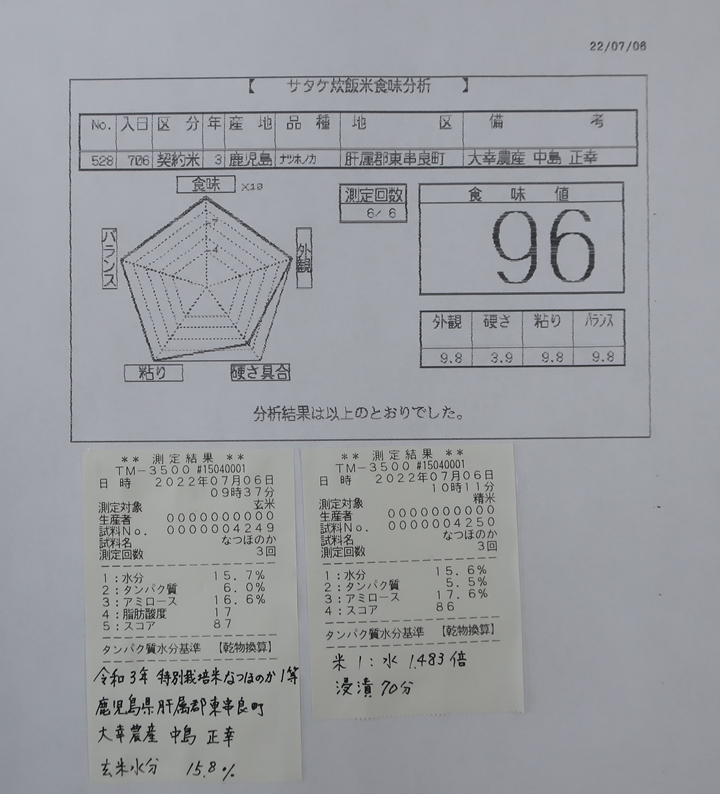 22/07/06
【 サタケ炊飯米食味分析 】
No. 入日 区分 年 産地 品種 地区 備考
528 706 契約米 3 鹿児島 ナツホノカ 肝属郡東串良町 大幸農産 中島 正幸
食味 ×10
7
4
バランス
外観
粘り
硬さ具合
測定回数
6/ 6
食味値
96
外観 硬さ 粘り バランス
9.8 3.9 9.8 9.8
分析結果は以上のとおりでした。
** 測定結果 **
TM-3500 #15040001
日時 2022年07月06日
09時37分
測定対象 玄米
生産者 0000000000
試料No. 0000004249
試料名 なつほのか
測定回数 3回
1:水分 15.7%
2:タンパク質 6.0%
3:アミロース 16.6%
4:脂肪酸度 17
5:スコア 87
タンパク質水分基準 【乾物換算】
令和3年 特別栽培米なつほのか 1等
鹿児島県肝属郡東串良町
大幸農産 中島 正幸
玄米水分 15.8%
** 測定結果 **
TM-3500 #15040001
日時 2022年07月06日
10時11分
測定対象 精米
生産者 0000000000
試料No. 0000004250
試料名 なつほのか
測定回数 3回
1:水分 15.6%
2:タンパク質 5.5%
3:アミロース 17.6%
4:スコア 86
タンパク質水分基準 【乾物換算】
米1:水 1.483倍
浸漬 70分